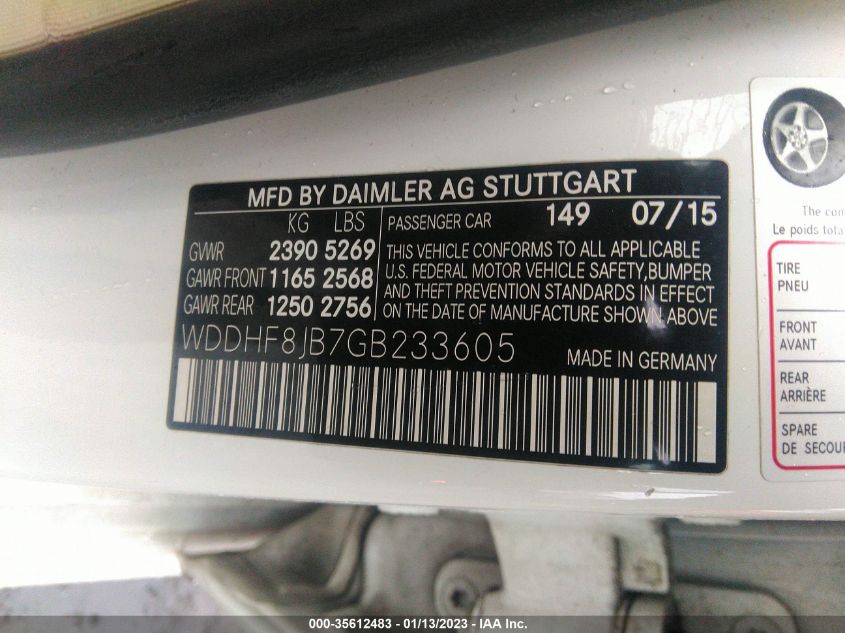 MFD BY DAIMLER AG STUTTGART
KG LBS
GVWR 2390 5269
GAWR FRONT 1165 2568
GAWR REAR 1250 2756
PASSENGER CAR 149 07/15
THIS VEHICLE CONFORMS TO ALL APPLICABLE
U.S. FEDERAL MOTOR VEHICLE SAFETY,BUMPER
AND THEFT PREVENTION STANDARDS IN EFFECT
ON THE DATE OF MANUFACTURE SHOWN ABOVE
WDDHF8JB7GB233605 MADE IN GERMANY
The com
Le poids tota
TIRE
PNEU
FRONT
AVANT
REAR
ARRIÈRE
SPARE
DE SECOU
000-35612483 - 01/13/2023 - © IAA, Inc.